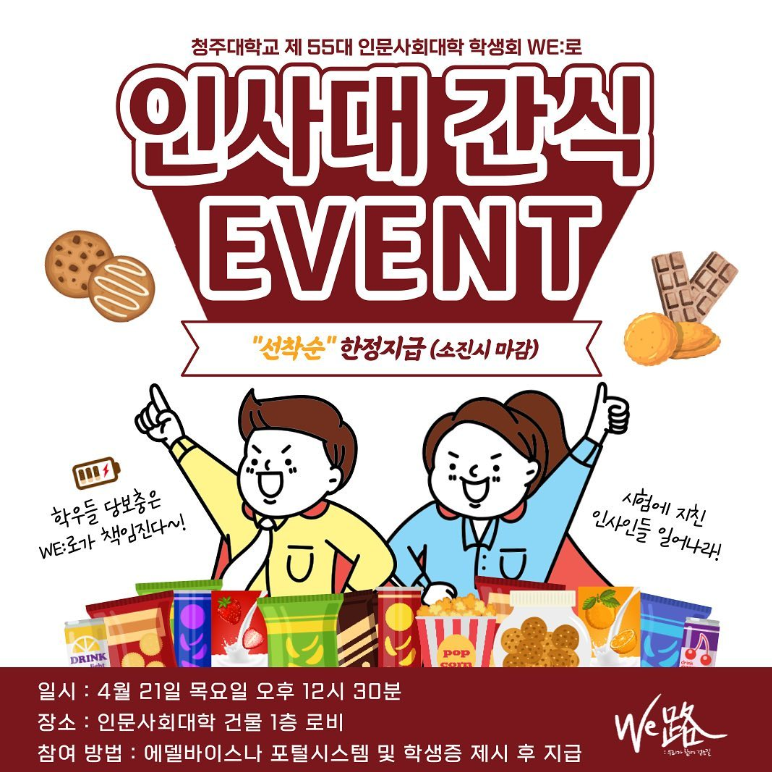 청주대학교 제 55대 인문사회대학 학생회 WE:로
인사대 간식
EVENT
"선착순" 한정지급 (소진시 마감)
학우들 당보충은
WE:로가 책임진다~!
시험에 지친
인사인들 일어나라!
DRINK
light
pop
corn
일시 : 4월 21일 목요일 오후 12시 30분
장소 : 인문사회대학 건물 1층 로비
참여 방법 : 에델바이스나 포털시스템 및 학생증 제시 후 지급
We路